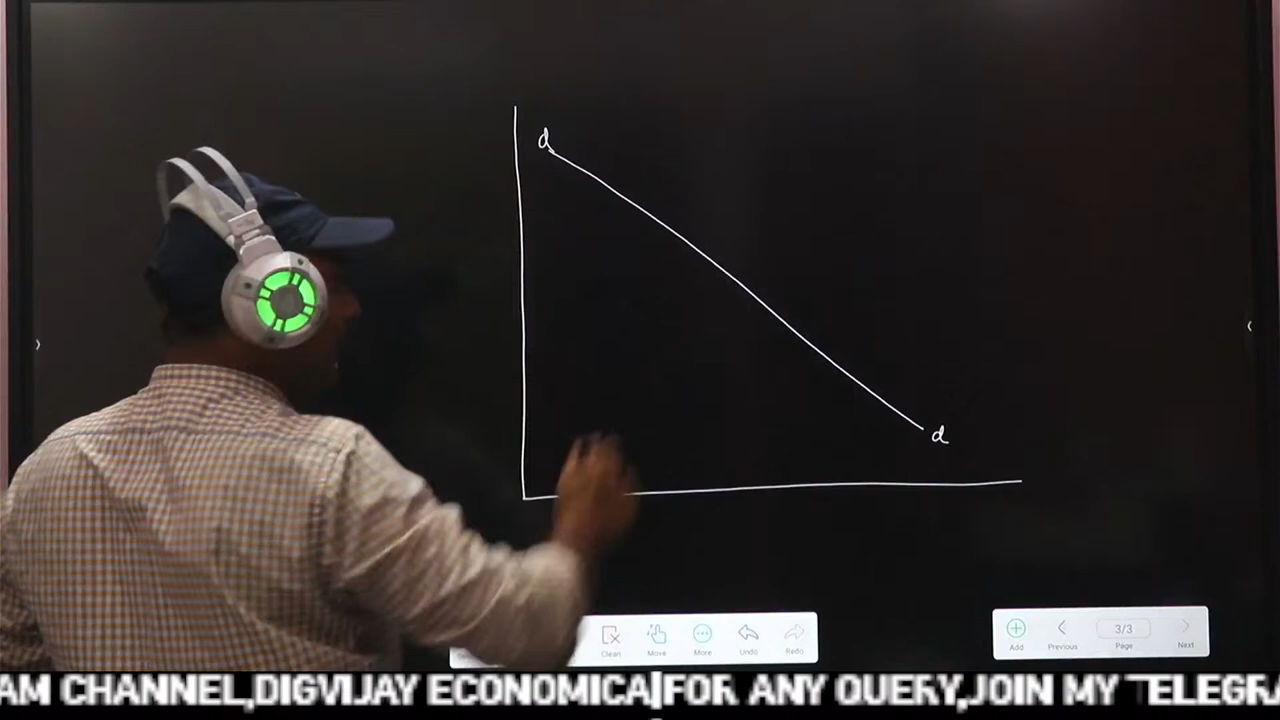 d
d
Clean Move More Undo Redo
Add Previous 3/3 Page Next
AM CHANNEL,DIGVIJAY ECONOMICA|FOR ANY QUERY,JOIN MY TELEGRA